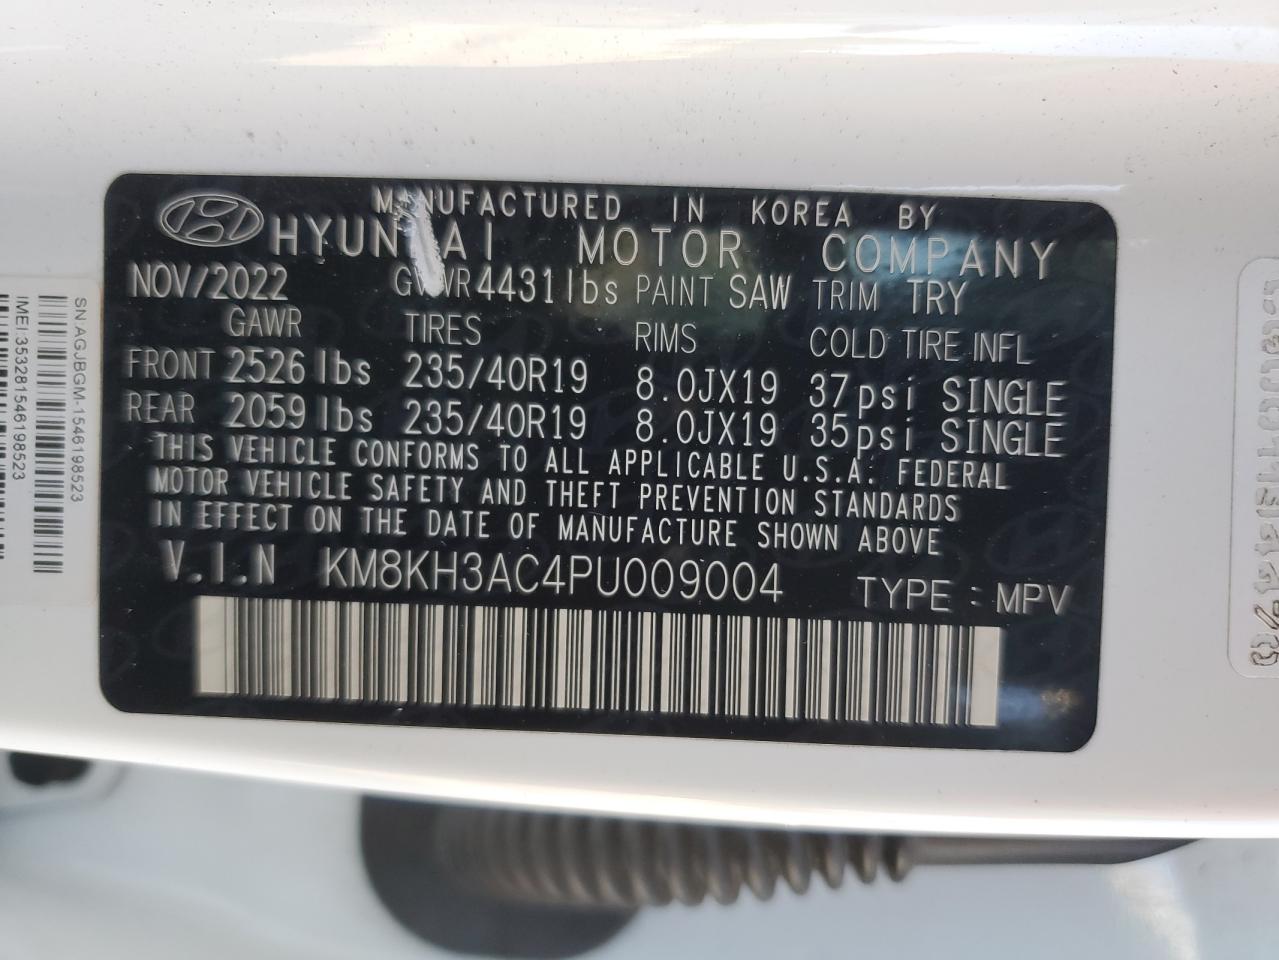 MANUFACTURED IN KOREA BY
HYUNDAI MOTOR COMPANY
NOV/2022 GVWR 4431 lbs PAINT SAW TRIM TRY
GAWR TIRES RIMS COLD TIRE INFL
FRONT 2526 lbs 235/40R19 8.0JX19 37psi SINGLE
REAR 2059 lbs 235/40R19 8.0JX19 35psi SINGLE
THIS VEHICLE CONFORMS TO ALL APPLICABLE U.S.A. FEDERAL
MOTOR VEHICLE SAFETY AND THEFT PREVENTION STANDARDS
IN EFFECT ON THE DATE OF MANUFACTURE SHOWN ABOVE
V.I.N KM8KH3AC4PU009004 TYPE : MPV
SN:AGJBGM-1546198523
IMEI:353281546198523